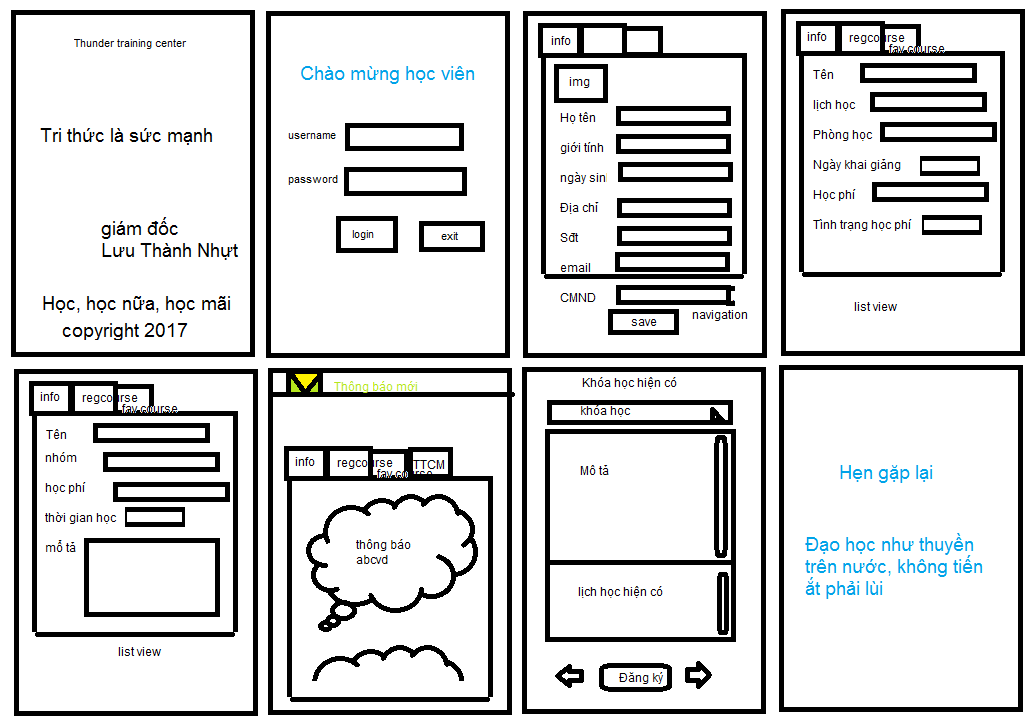 Thunder training center
Tri thức là sức mạnh
giám đốc
Lưu Thành Nhựt
Học, học nữa, học mãi
copyright 2017
Chào mừng học viên
username
password
login
exit
info
img
Họ tên
giới tính
ngày sinh
Địa chỉ
Sđt
email
CMND
save
navigation
info
regcourse
fav course
Tên
lịch học
Phòng học
Ngày khai giảng
Học phí
Tình trạng học phí
list view
info
regcourse
fav course
Tên
nhóm
học phí
thời gian học
mổ tả
list view
Thông báo mới
info
regcourse
fav course
TTCM
thông báo
abcvd
Khóa học hiện có
khóa học
Mô tả
lịch học hiện có
Đăng ký
Hẹn gặp lại
Đạo học như thuyền
trên nước, không tiến
ắt phải lùi